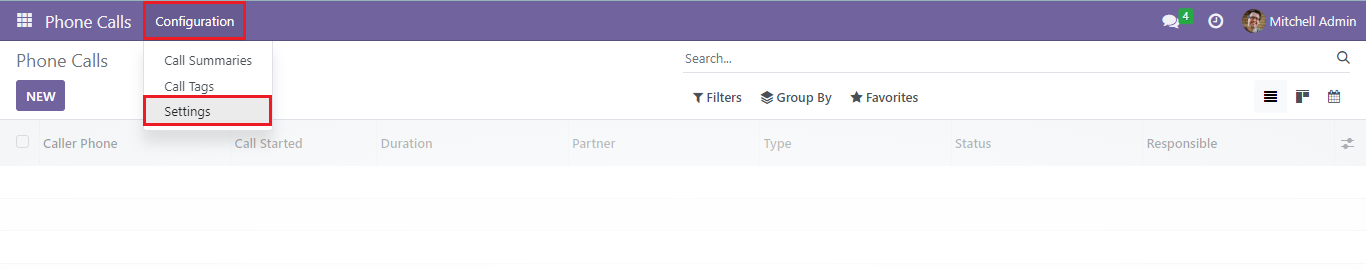 Phone Calls Configuration 4 Mitchell Admin
Phone Calls Call Summaries Search...
NEW Call Tags Filters Group By Favorites
Settings
Caller Phone Call Started Duration Partner Type Status Responsible